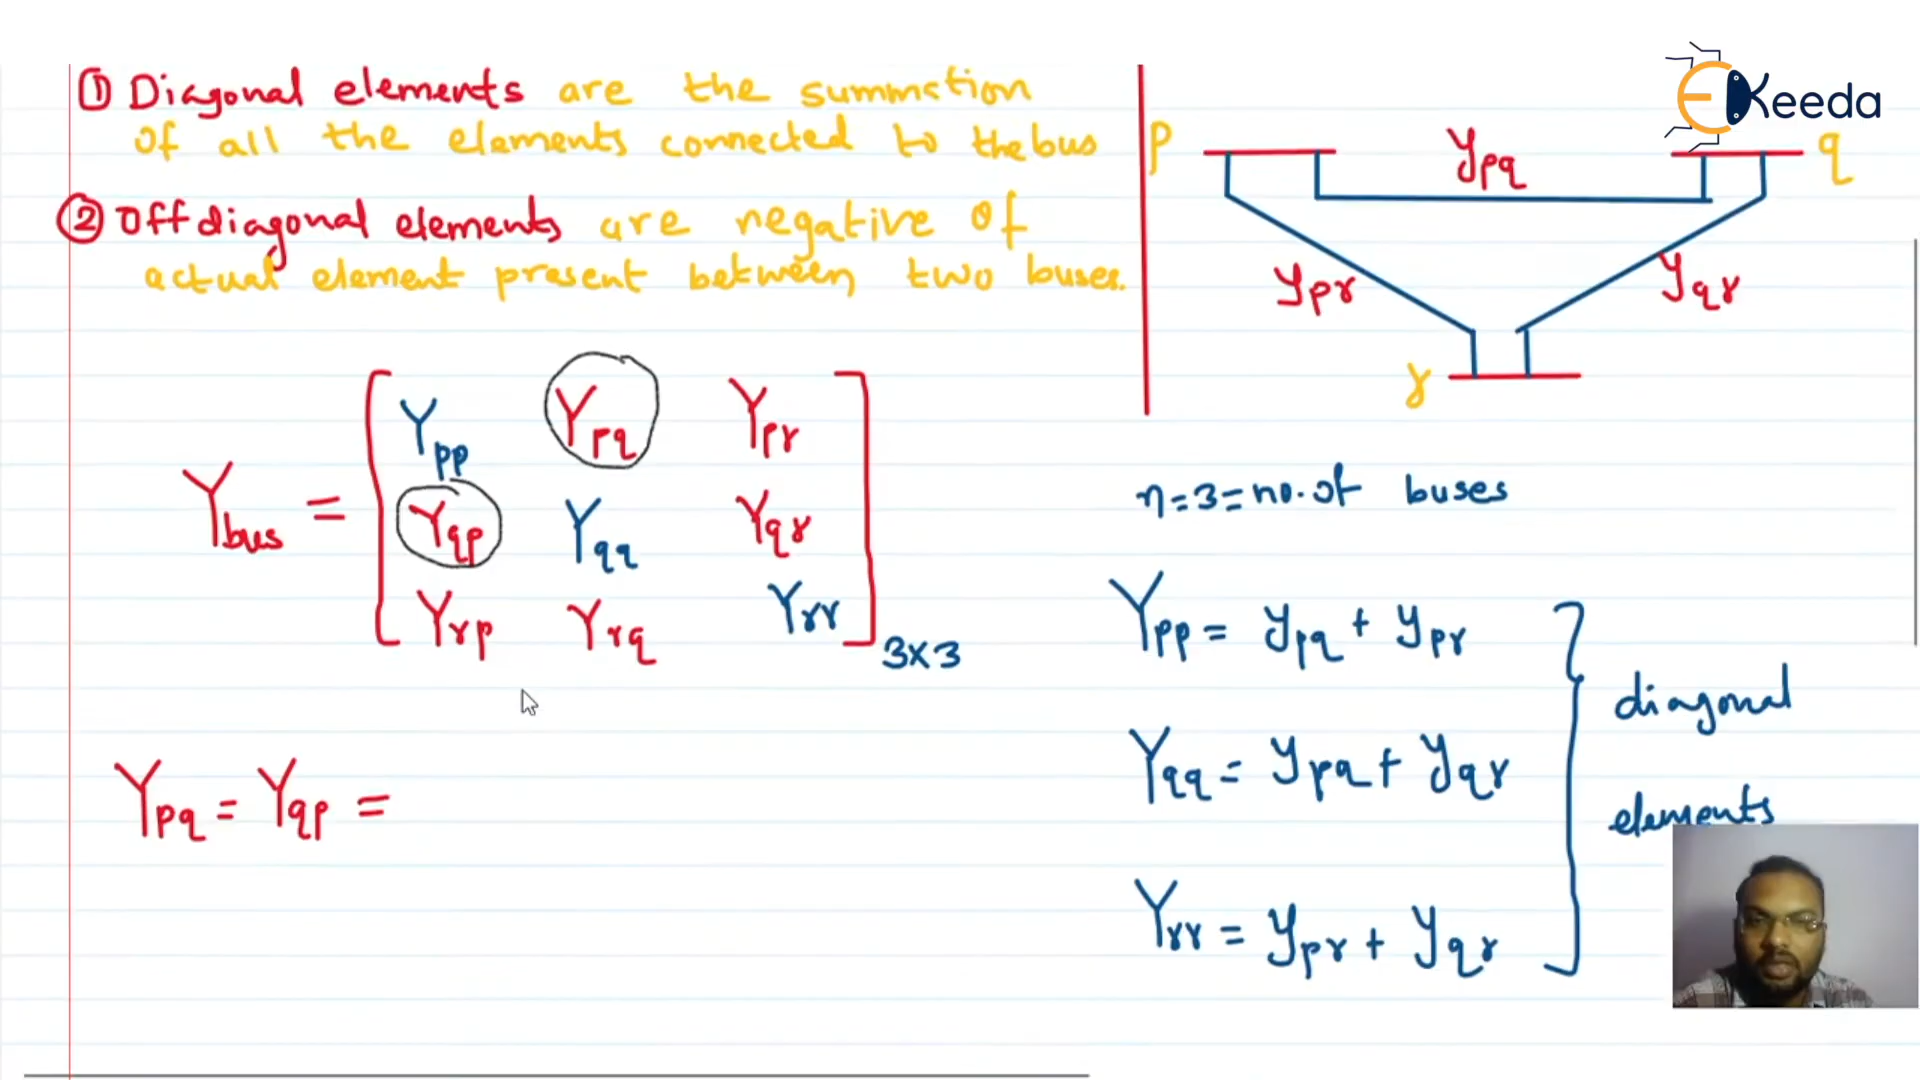 ① Diagonal elements are the summation
of all the elements connected to the bus
② Off diagonal elements are negative of
actual element present between two buses.
EKeeda
p
q
ypq
ypr
yqr
r
Ybus =
Ypp Ypq Ypr
Yqp Yqq Yqr
Yrp Yrq Yrr
3x3
Ypq = Yqp =
n=3=no. of buses
Ypp = ypq + ypr
Yqq = ypq + yqr
Yrr = ypr + yqr
diagonal
elements